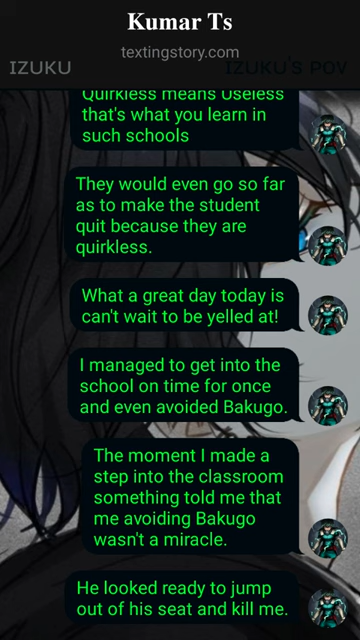 Kumar Ts
textingstory.com
IZUKU
IZUKU'S POV
Quirkless means Useless
that's what you learn in
such schools
They would even go so far
as to make the student
quit because they are
quirkless.
What a great day today is
can't wait to be yelled at!
I managed to get into the
school on time for once
and even avoided Bakugo.
The moment I made a
step into the classroom
something told me that
me avoiding Bakugo
wasn't a miracle.
He looked ready to jump
out of his seat and kill me.